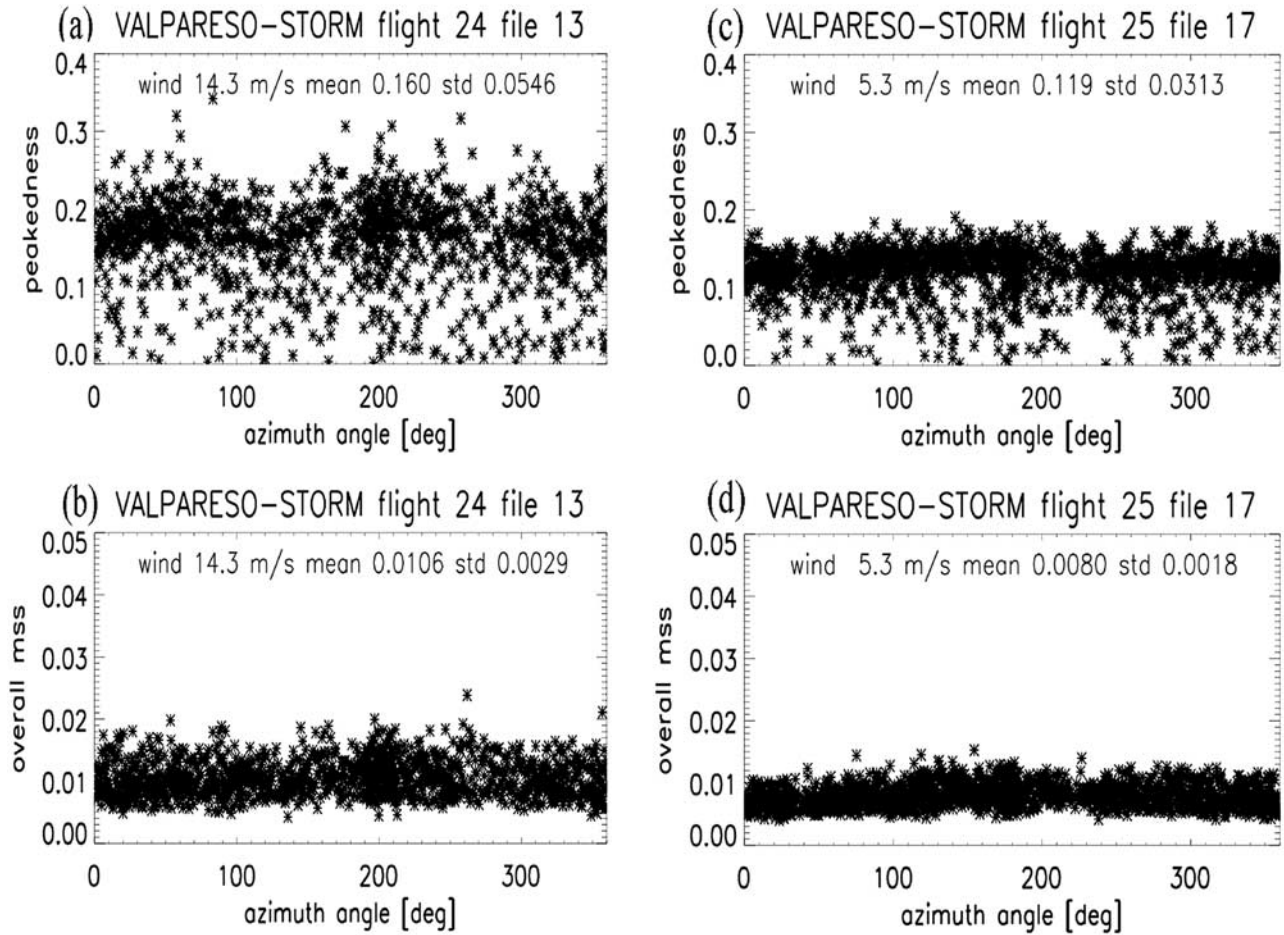 (a) VALPARESO-STORM flight 24 file 13
wind 14.3 m/s mean 0.160 std 0.0546
0.4
0.3
0.2
0.1
0.0
peakedness
0 100 200 300
azimuth angle [deg]
(b) VALPARESO-STORM flight 24 file 13
wind 14.3 m/s mean 0.0106 std 0.0029
0.05
0.04
0.03
0.02
0.01
0.00
overall mss
0 100 200 300
azimuth angle [deg]
(c) VALPARESO-STORM flight 25 file 17
wind 5.3 m/s mean 0.119 std 0.0313
0.4
0.3
0.2
0.1
0.0
peakedness
0 100 200 300
azimuth angle [deg]
(d) VALPARESO-STORM flight 25 file 17
wind 5.3 m/s mean 0.0080 std 0.0018
0.05
0.04
0.03
0.02
0.01
0.00
overall mss
0 100 200 300
azimuth angle [deg]